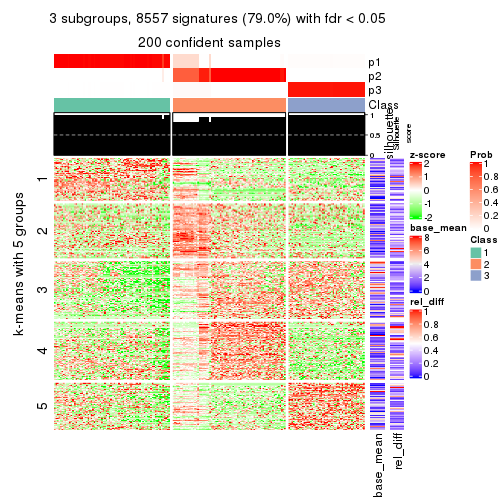 3 subgroups, 8557 signatures (79.0%) with fdr < 0.05
200 confident samples
p1
p2
p3
Class
silhouette
Silhouette
score
1
0.5
0
k-means with 5 groups
1
2
3
4
5
base_mean
rel_diff
z-score
2
1
0
-1
-2
base_mean
8
6
4
2
0
rel_diff
1
0.8
0.6
0.4
0.2
0
Prob
1
0.8
0.6
0.4
0.2
0
Class
1
2
3